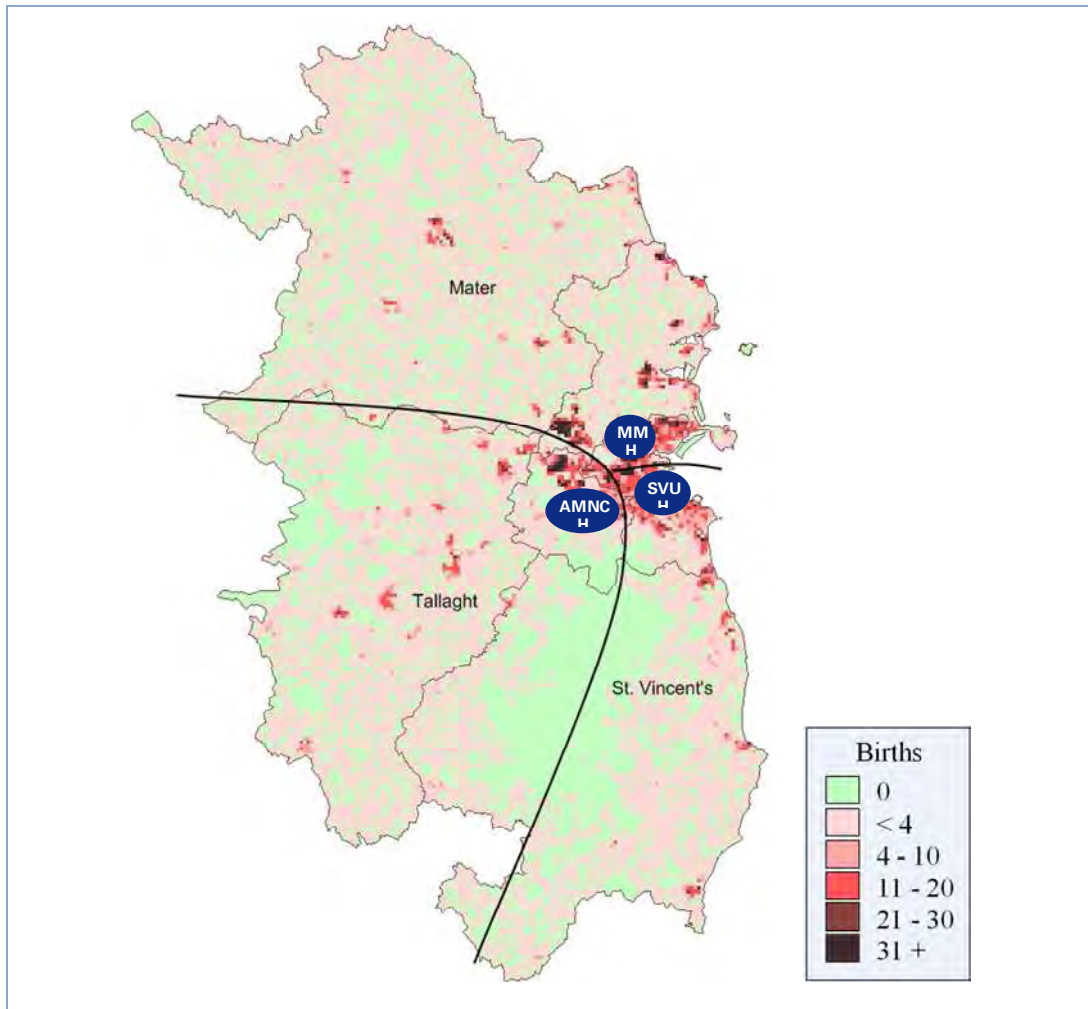 Mater
MM
H
SVU
H
AMNC
H
Tallaght
St. Vincent's
Births
0
< 4
4 - 10
11 - 20
21 - 30
31 +